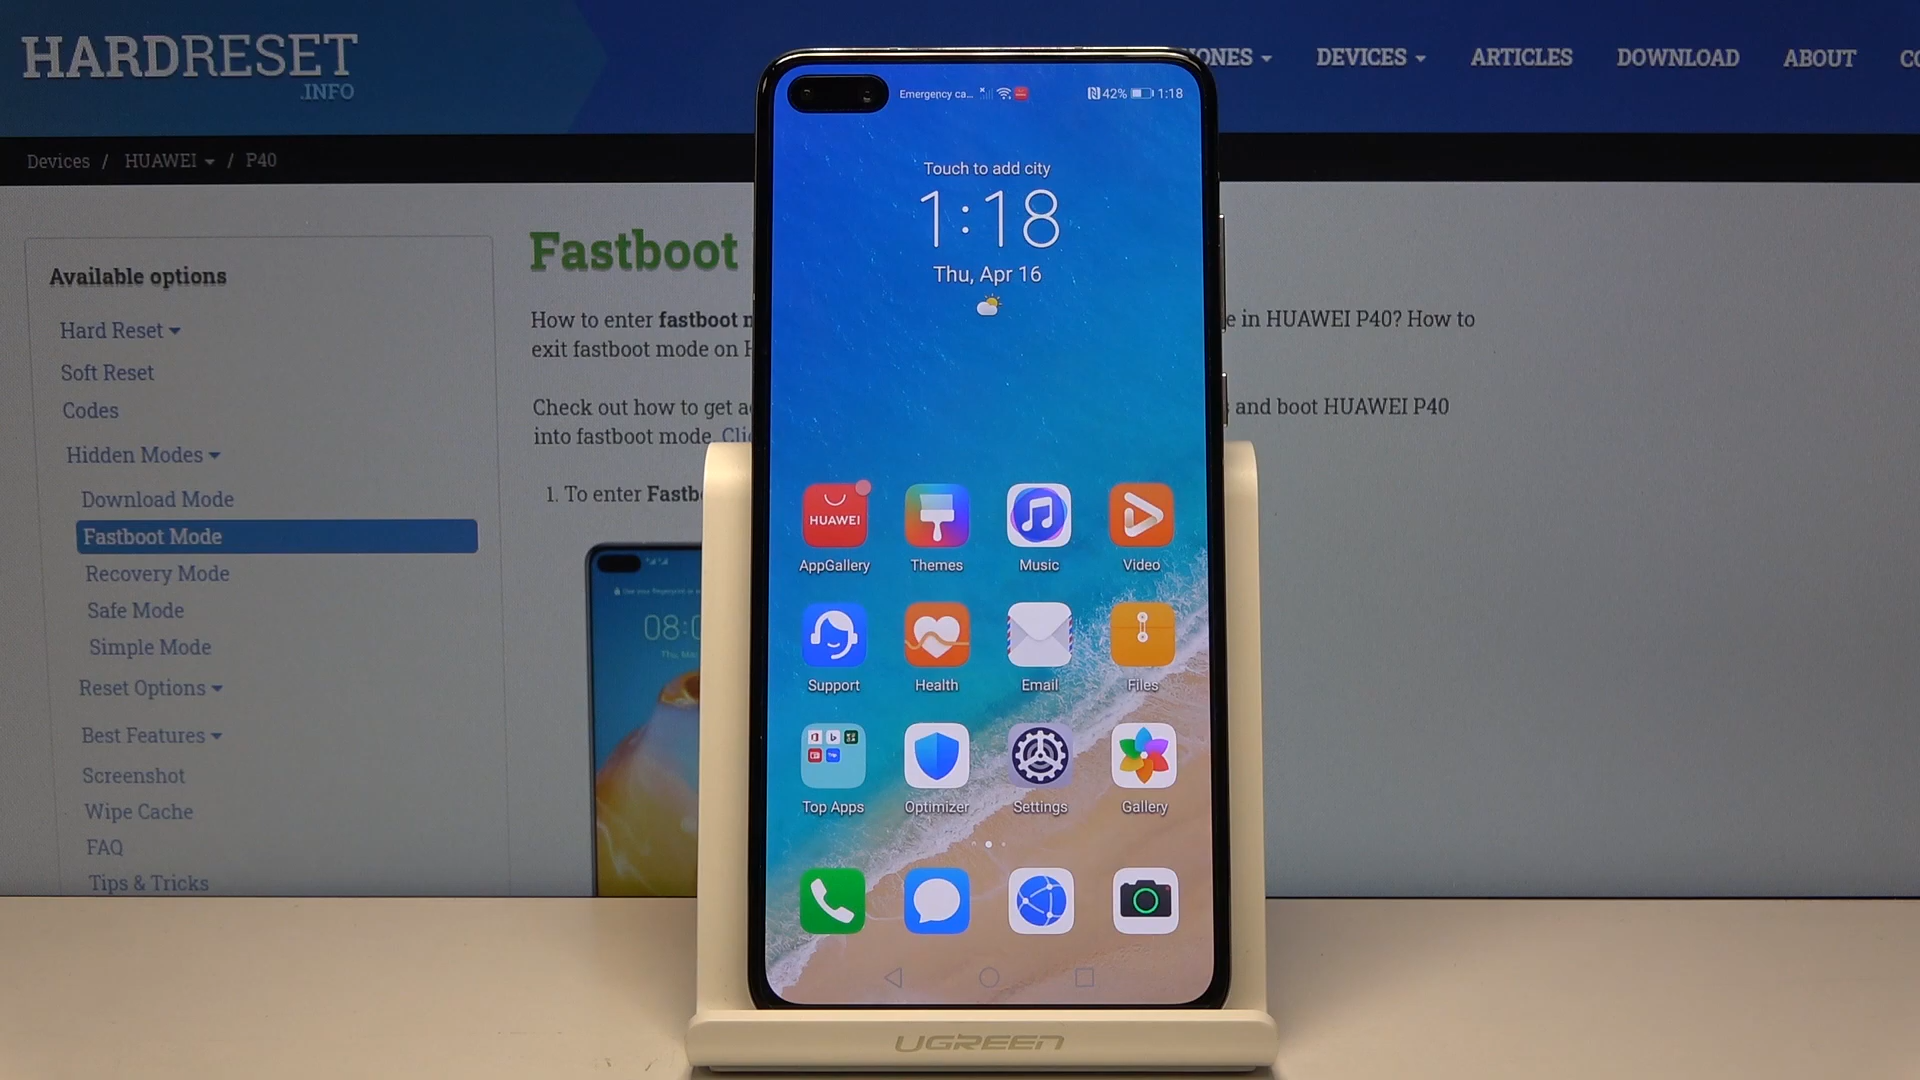 HARDRESET
.INFO
ONES
DEVICES
ARTICLES
DOWNLOAD
ABOUT
Devices / HUAWEI / P40
Available options
Hard Reset
Soft Reset
Codes
Hidden Modes
Download Mode
Fastboot Mode
Recovery Mode
Safe Mode
Simple Mode
Reset Options
Best Features
Screenshot
Wipe Cache
FAQ
Tips & Tricks
Fastboot
How to enter fastboot
e in HUAWEI P40? How to
exit fastboot mode on
Check out how to get
and boot HUAWEI P40
into fastboot mode.
1. To enter
08:0
Emergency ca...
42% 1:18
Touch to add city
1:18
Thu, Apr 16
HUAWEI
AppGallery Themes Music Video
Support Health Email Files
Top Apps Optimizer Settings Gallery
UGREEN